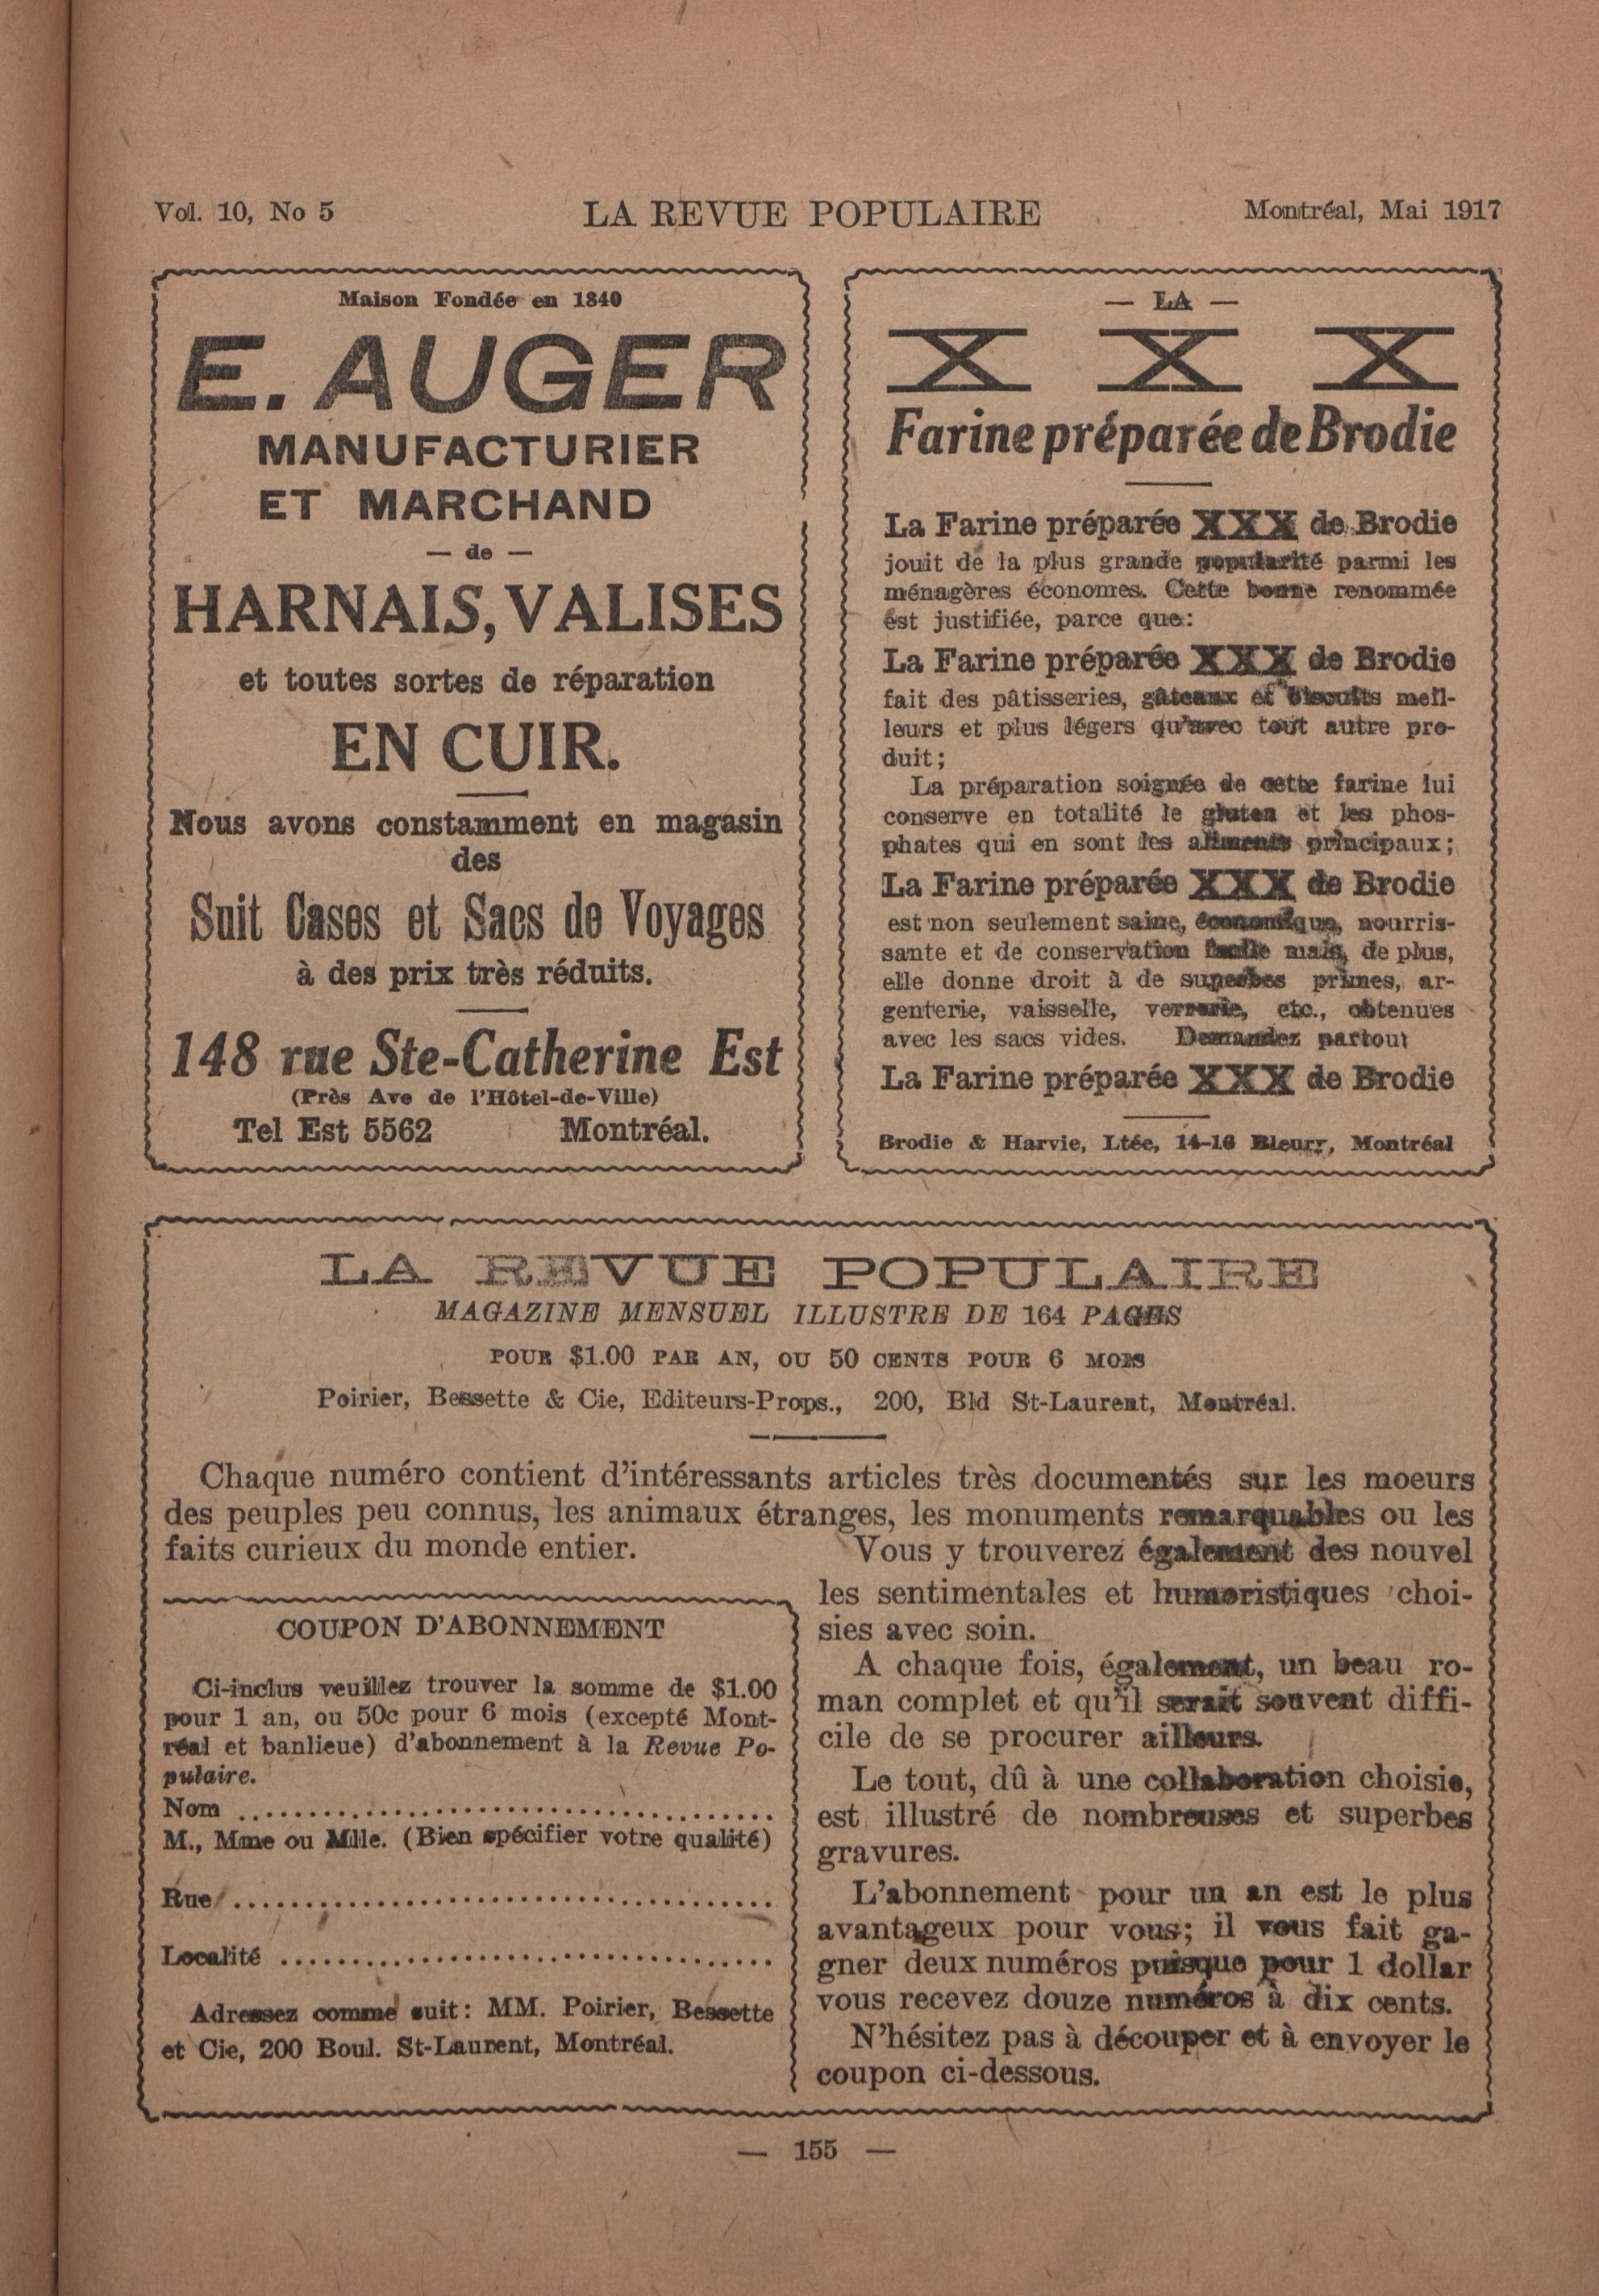 Vol. 10, No 5 LA REVUE POPULAIRE Montréal, Mai 1917
Maison Fondée en 1840
E. AUGER
MANUFACTURIER
ET MARCHAND
— de —
HARNAIS, VALISES
et toutes sortes de réparation
EN CUIR.
Nous avons constamment en magasin
des
Suit Cases et Sacs de Voyages
à des prix très réduits.
148 rue Ste-Catherine Est
(Près Ave de l'Hôtel-de-Ville)
Tel Est 5562 Montréal.
— LA —
X X X
Farine préparée de Brodie
La Farine préparée XXX de Brodie
jouit de la plus grande popularité parmi les
ménagères économes. Cette bonne renommée
est justifiée, parce que:
La Farine préparée XXX de Brodie
fait des pâtisseries, gâteaux et biscuits meil-
leurs et plus légers qu'avec tout autre pro-
duit;
La préparation soignée de cette farine lui
conserve en totalité le gluten et les phos-
phates qui en sont les aliments principaux;
La Farine préparée XXX de Brodie
est non seulement saine, économique, nourris-
sante et de conservation facile mais, de plus,
elle donne droit à de superbes primes, ar-
genterie, vaisselle, verrerie, etc., obtenues
avec les sacs vides. Demandez partout
La Farine préparée XXX de Brodie
Brodie & Harvie, Ltée, 14-16 Bleury, Montréal
LA REVUE POPULAIRE
MAGAZINE MENSUEL ILLUSTRE DE 164 PAGES
POUR $1.00 PAR AN, OU 50 CENTS POUR 6 MOIS
Poirier, Bessette & Cie, Editeurs-Props., 200, Bld St-Laurent, Montréal.
Chaque numéro contient d'intéressants articles très documentés sur les moeurs
des peuples peu connus, les animaux étranges, les monuments remarquables ou les
faits curieux du monde entier. Vous y trouverez également des nouvel
les sentimentales et humoristiques choi-
sies avec soin.
A chaque fois, également, un beau ro-
man complet et qu'il serait souvent diffi-
cile de se procurer ailleurs.
Le tout, dû à une collaboration choisie,
est illustré de nombreuses et superbes
gravures.
L'abonnement pour un an est le plus
avantageux pour vous; il vous fait ga-
gner deux numéros puisque pour 1 dollar
vous recevez douze numéros à dix cents.
N'hésitez pas à découper et à envoyer le
coupon ci-dessous.
COUPON D'ABONNEMENT
Ci-inclus veuillez trouver la somme de $1.00
pour 1 an, ou 50c pour 6 mois (excepté Mont-
réal et banlieue) d'abonnement à la Revue Po-
pulaire.
Nom ......................................
M., Mme ou Mlle. (Bien spécifier votre qualité)
Rue ......................................
Localité ...................................
Adressez comme suit: MM. Poirier, Bessette
et Cie, 200 Boul. St-Laurent, Montréal.
— 155 —